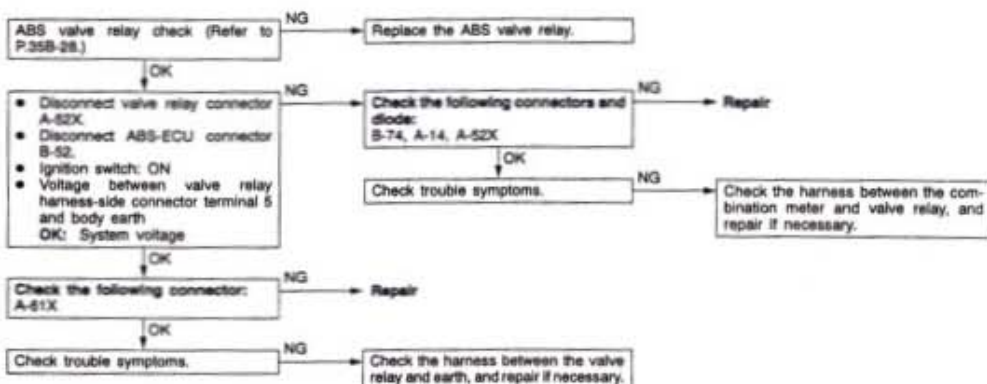 ABS valve relay check (Refer to
P.35B-28.)
NG
Replace the ABS valve relay.
OK
● Disconnect valve relay connector
A-52X.
● Disconnect ABS-ECU connector
B-52.
● Ignition switch: ON
● Voltage between valve relay
harness-side connector terminal 5
and body earth
OK: System voltage
NG
Check the following connectors and
diode:
B-74, A-14, A-52X
NG
Repair
OK
Check trouble symptoms.
NG
Check the harness between the com-
bination meter and valve relay, and
repair if necessary.
OK
Check the following connector:
A-61X
NG
Repair
OK
Check trouble symptoms.
NG
Check the harness between the valve
relay and earth, and repair if necessary.